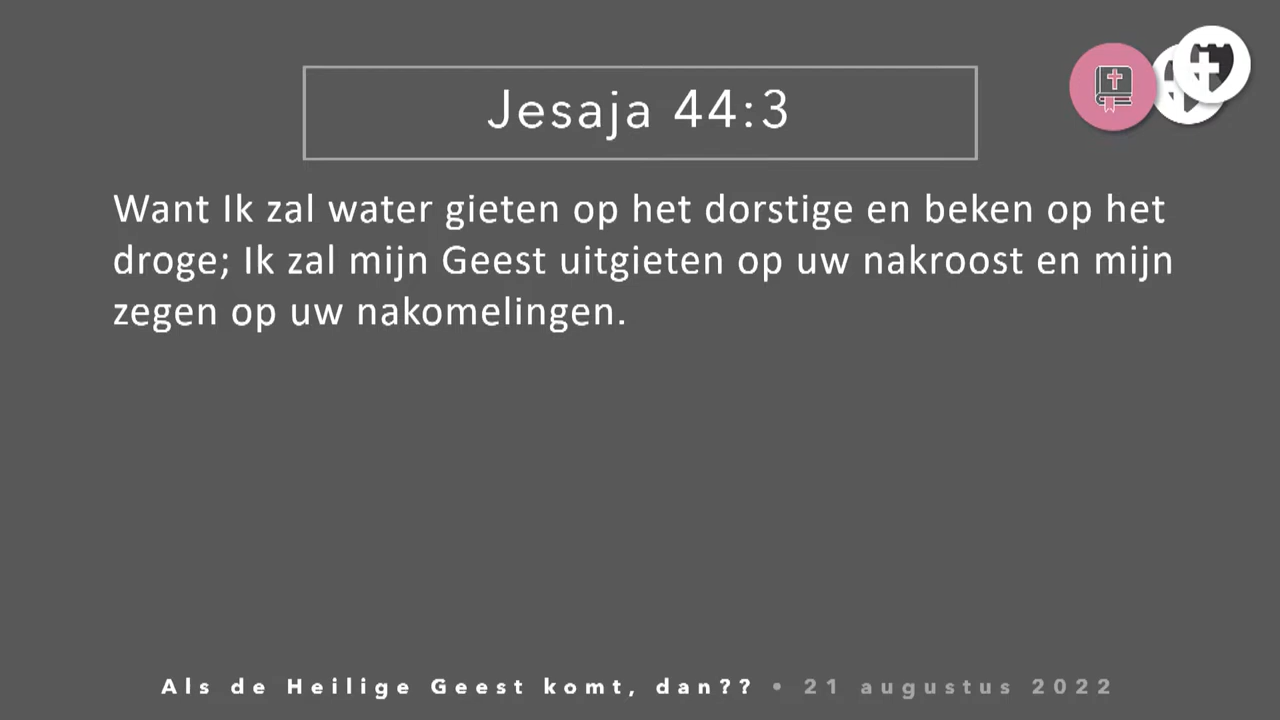 Jesaja 44:3
Want Ik zal water gieten op het dorstige en beken op het
droge; Ik zal mijn Geest uitgieten op uw nakroost en mijn
zegen op uw nakomelingen.
Als de Heilige Geest komt, dan?? • 21 augustus 2022